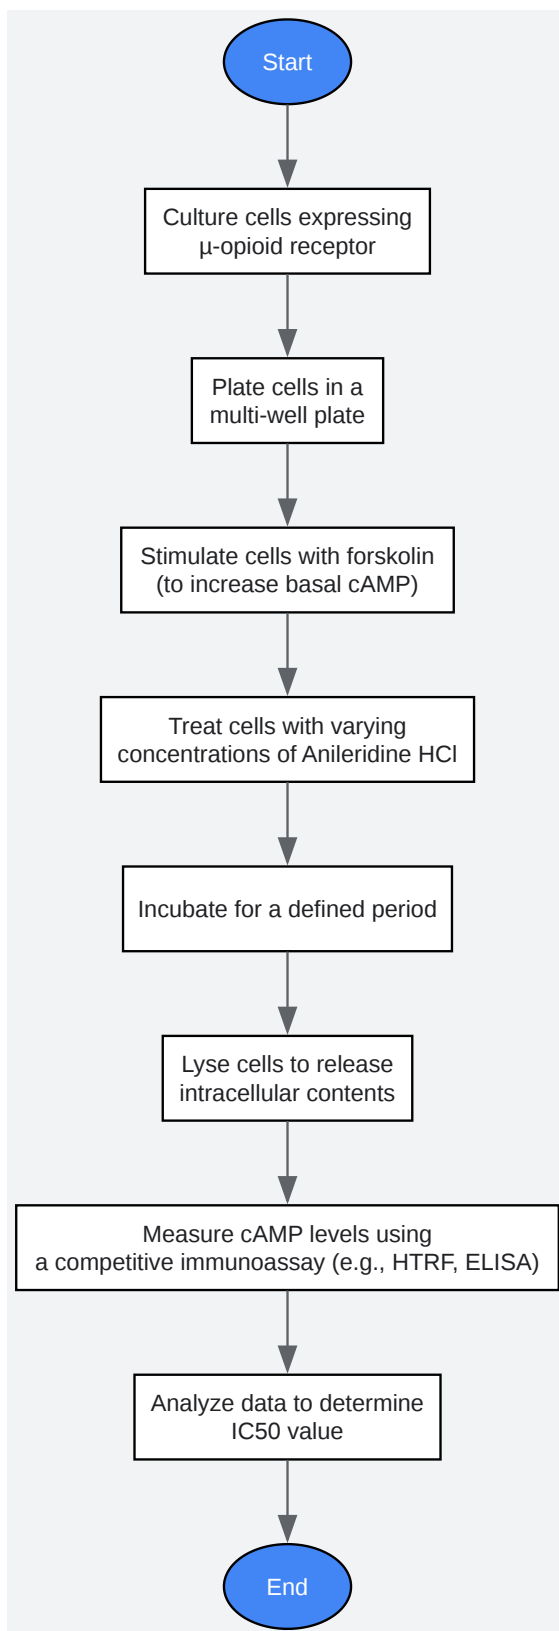 Start
Culture cells expressing
µ-opioid receptor
Plate cells in a
multi-well plate
Stimulate cells with forskolin
(to increase basal cAMP)
Treat cells with varying
concentrations of Anileridine HCl
Incubate for a defined period
Lyse cells to release
intracellular contents
Measure cAMP levels using
a competitive immunoassay (e.g., HTRF, ELISA)
Analyze data to determine
IC50 value
End